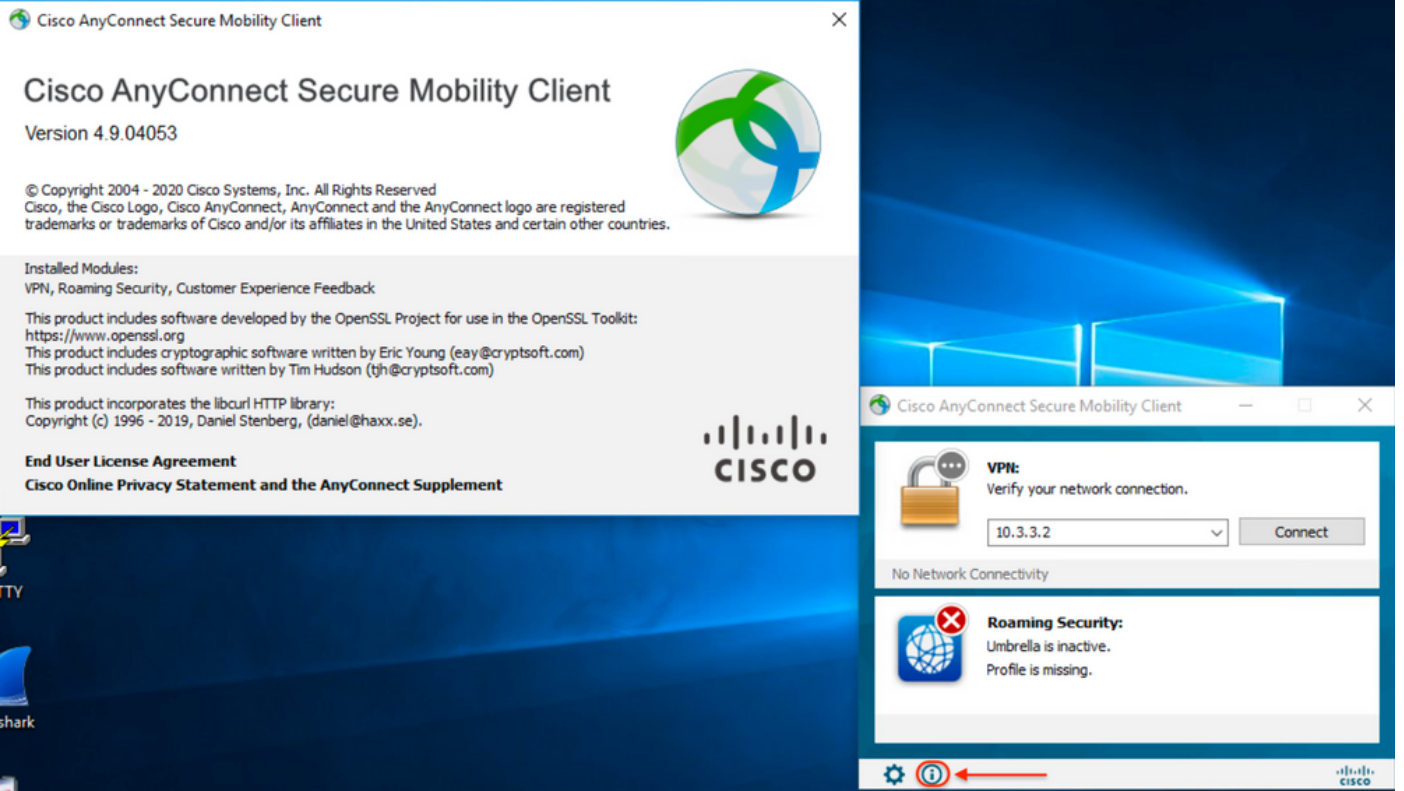 Cisco AnyConnect Secure Mobility Client
Cisco AnyConnect Secure Mobility Client
Version 4.9.04053
© Copyright 2004 - 2020 Cisco Systems, Inc. All Rights Reserved
Cisco, the Cisco Logo, Cisco AnyConnect, AnyConnect and the AnyConnect logo are registered
trademarks or trademarks of Cisco and/or its affiliates in the United States and certain other countries.
Installed Modules:
VPN, Roaming Security, Customer Experience Feedback
This product includes software developed by the OpenSSL Project for use in the OpenSSL Toolkit:
https://www.openssl.org
This product includes cryptographic software written by Eric Young (eay@cryptsoft.com)
This product includes software written by Tim Hudson (tjh@cryptsoft.com)
This product incorporates the libcurl HTTP library:
Copyright (c) 1996 - 2019, Daniel Stenberg, (daniel@haxx.se).
End User License Agreement
Cisco Online Privacy Statement and the AnyConnect Supplement
CISCO
TTY
shark
Cisco AnyConnect Secure Mobility Client
VPN:
Verify your network connection.
10.3.3.2
Connect
No Network Connectivity
Roaming Security:
Umbrella is inactive.
Profile is missing.
CISCO